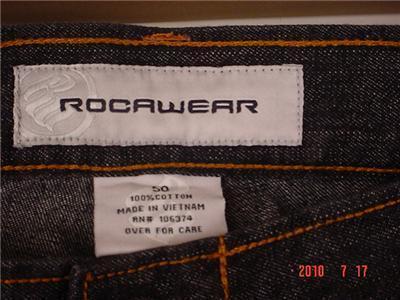 ROCAWEAR
50
100%COTTON
MADE IN VIETNAM
RN# 106374
OVER FOR CARE
2010 7 17